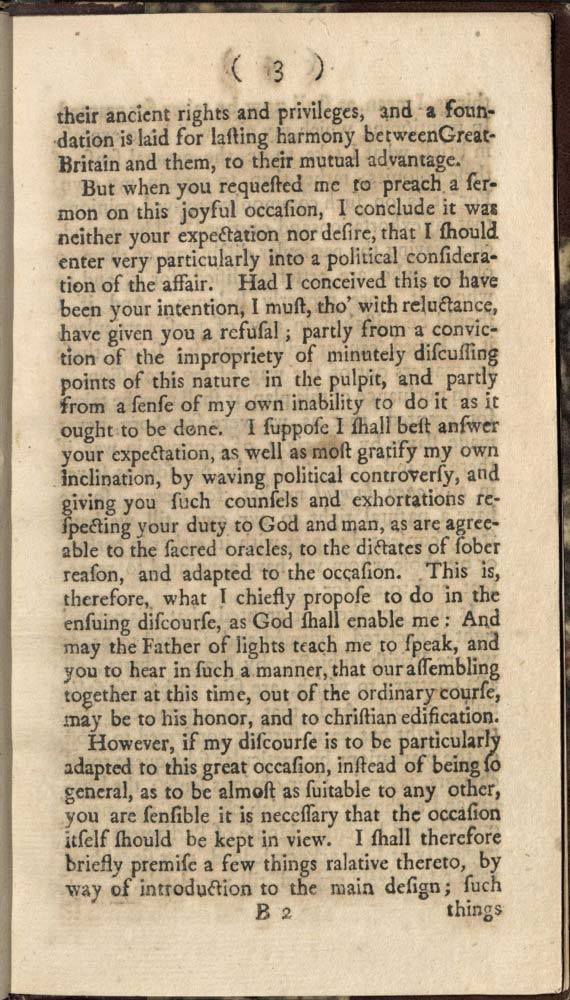 ( 3 )
their ancient rights and privileges, and a foun-
dation is laid for laſting harmony betweenGreat-
Britain and them, to their mutual advantage.
But when you requeſted me to preach a ſer-
mon on this joyful occaſion, I conclude it was
neither your expectation nor deſire, that I ſhould
enter very particularly into a political conſidera-
tion of the affair. Had I conceived this to have
been your intention, I muſt, tho' with reluctance,
have given you a refuſal ; partly from a convic-
tion of the impropriety of minutely diſcuſſing
points of this nature in the pulpit, and partly
from a ſenſe of my own inability to do it as it
ought to be done. I ſuppoſe I ſhall beſt anſwer
your expectation, as well as moſt gratify my own
inclination, by waving political controverſy, and
giving you ſuch counſels and exhortations re-
ſpecting your duty to God and man, as are agree-
able to the ſacred oracles, to the dictates of ſober
reaſon, and adapted to the occaſion. This is,
therefore, what I chiefly propoſe to do in the
enſuing diſcourſe, as God ſhall enable me : And
may the Father of lights teach me to ſpeak, and
you to hear in ſuch a manner, that our aſſembling
together at this time, out of the ordinary courſe,
may be to his honor, and to chriſtian edification.
However, if my diſcourſe is to be particularly
adapted to this great occaſion, inſtead of being ſo
general, as to be almoſt as ſuitable to any other,
you are ſenſible it is neceſſary that the occaſion
itſelf ſhould be kept in view. I ſhall therefore
briefly premiſe a few things ralative thereto, by
way of introduction to the main deſign ; ſuch
B 2 things